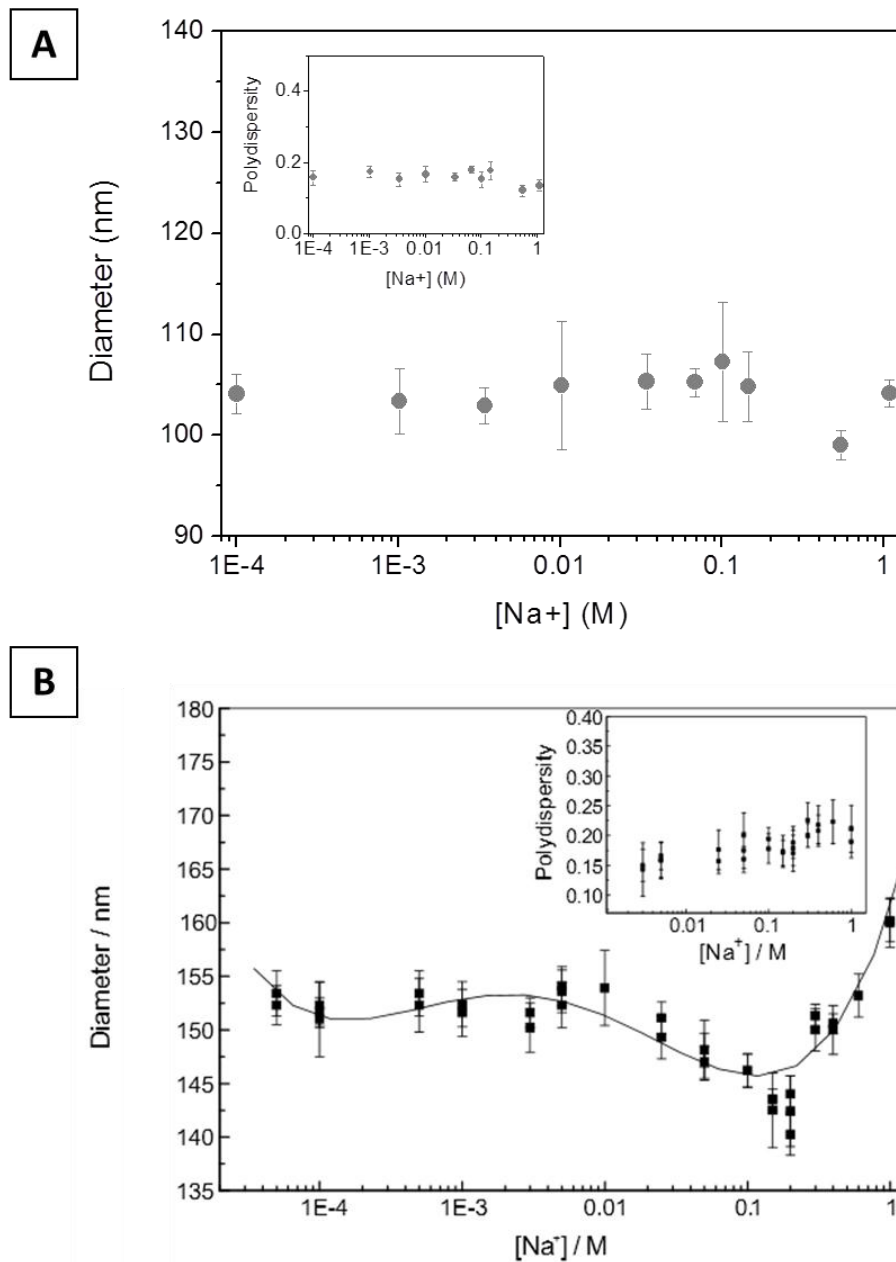 A
140
130
120
110
100
90
Diameter (nm)
1E-4
1E-3
0.01
0.1
1
[Na+] (M)
0.4
0.2
0.0
Polydispersity
1E-4
1E-3
0.01
0.1
1
[Na+] (M)
B
180
175
170
165
160
155
150
145
140
135
Diameter / nm
1E-4
1E-3
0.01
0.1
1
[Na⁺] / M
0.40
0.35
0.30
0.25
0.20
0.15
0.10
Polydispersity
0.01
0.1
1
[Na⁺] / M